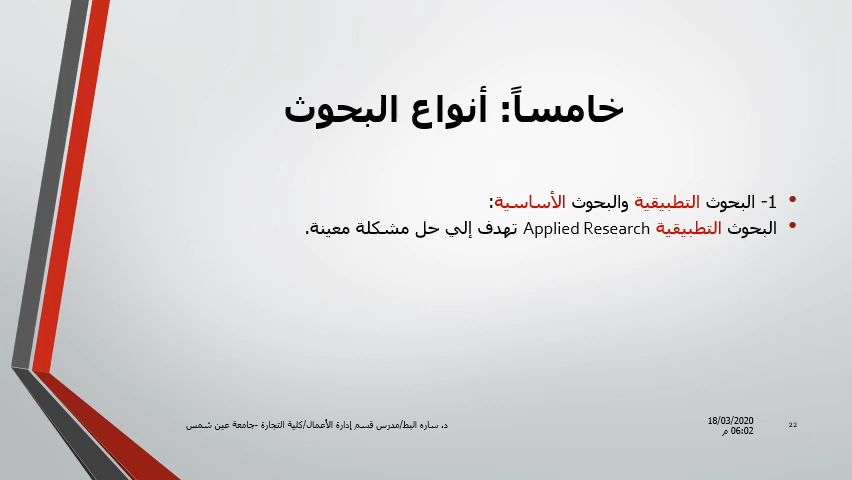 خامساً: أنواع البحوث
1- البحوث التطبيقية والبحوث الأساسية:
البحوث التطبيقية Applied Research تهدف إلي حل مشكلة معينة.
د. ساره البط/مدرس قسم إدارة الأعمال/كلية التجارة -جامعة عين شمس
18/03/2020
06:02 م
22